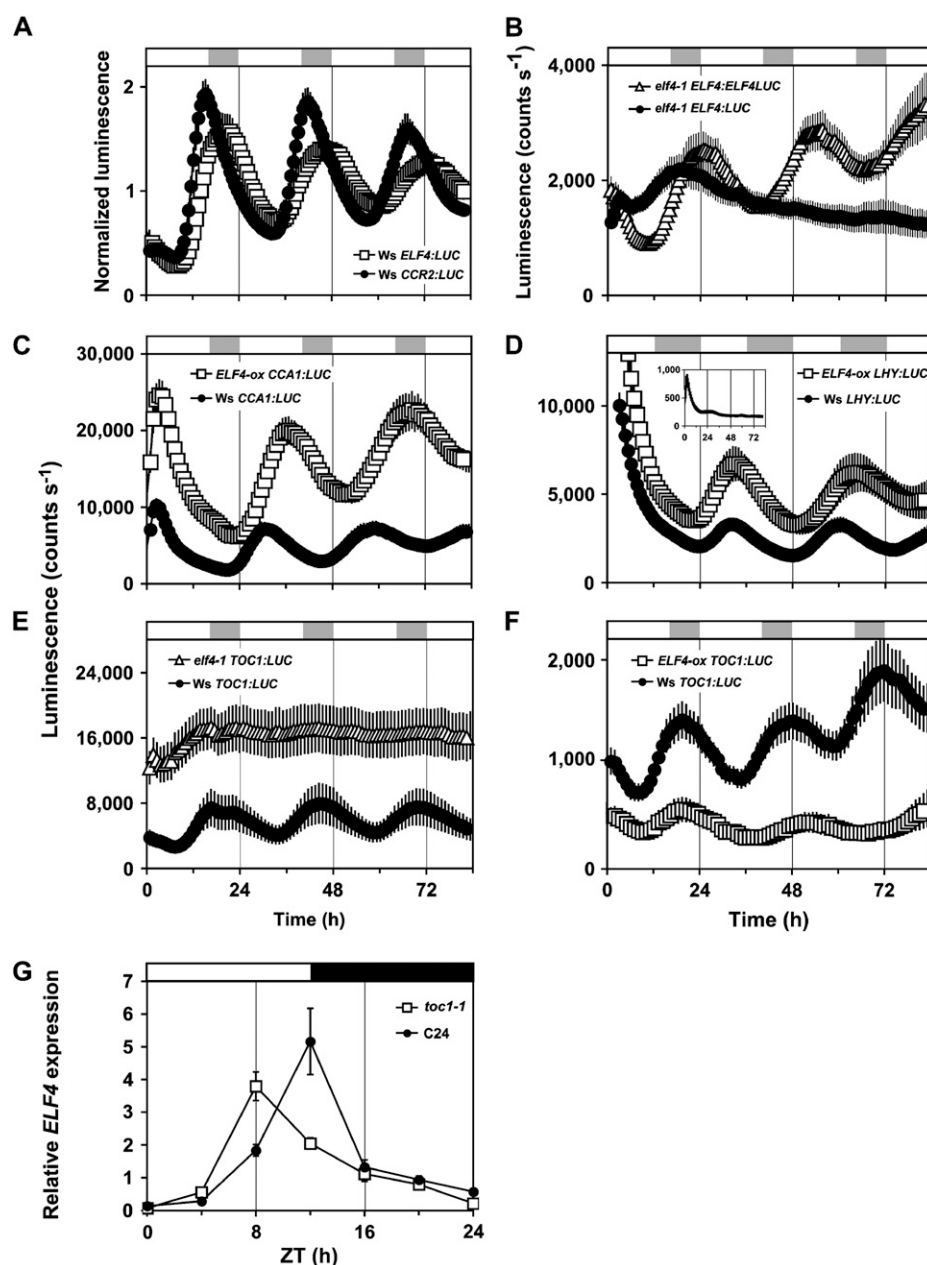 A
Normalized luminescence
2
1
0
Ws ELF4:LUC
Ws CCR2:LUC
B
Luminescence (counts s-1)
4,000
2,000
0
elf4-1 ELF4:ELF4LUC
elf4-1 ELF4:LUC
C
30,000
20,000
10,000
0
ELF4-ox CCA1:LUC
Ws CCA1:LUC
D
10,000
5,000
0
1,000
500
0
0 24 48 72
ELF4-ox LHY:LUC
Ws LHY:LUC
Luminescence (counts s-1)
E
24,000
16,000
8,000
0
elf4-1 TOC1:LUC
Ws TOC1:LUC
0 24 48 72
Time (h)
F
2,000
1,000
0
ELF4-ox TOC1:LUC
Ws TOC1:LUC
0 24 48 72
Time (h)
G
Relative ELF4 expression
7
6
5
4
3
2
1
0
toc1-1
C24
0 8 16 24
ZT (h)